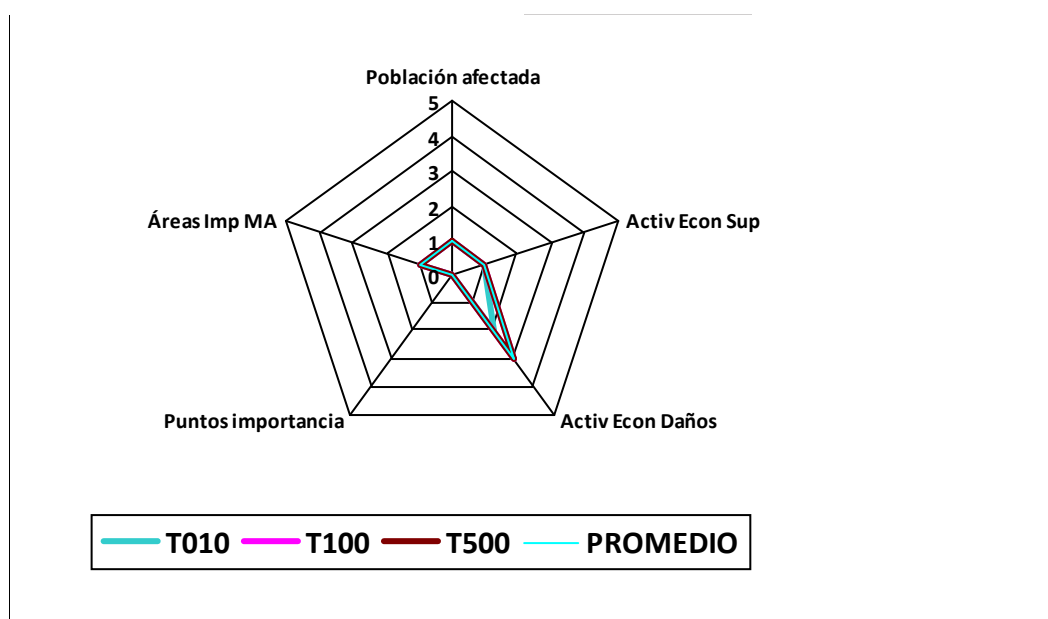 Población afectada
5
4
3
2
1
0
Áreas Imp MA
Activ Econ Sup
Puntos importancia
Activ Econ Daños
T010 T100 T500 PROMEDIO